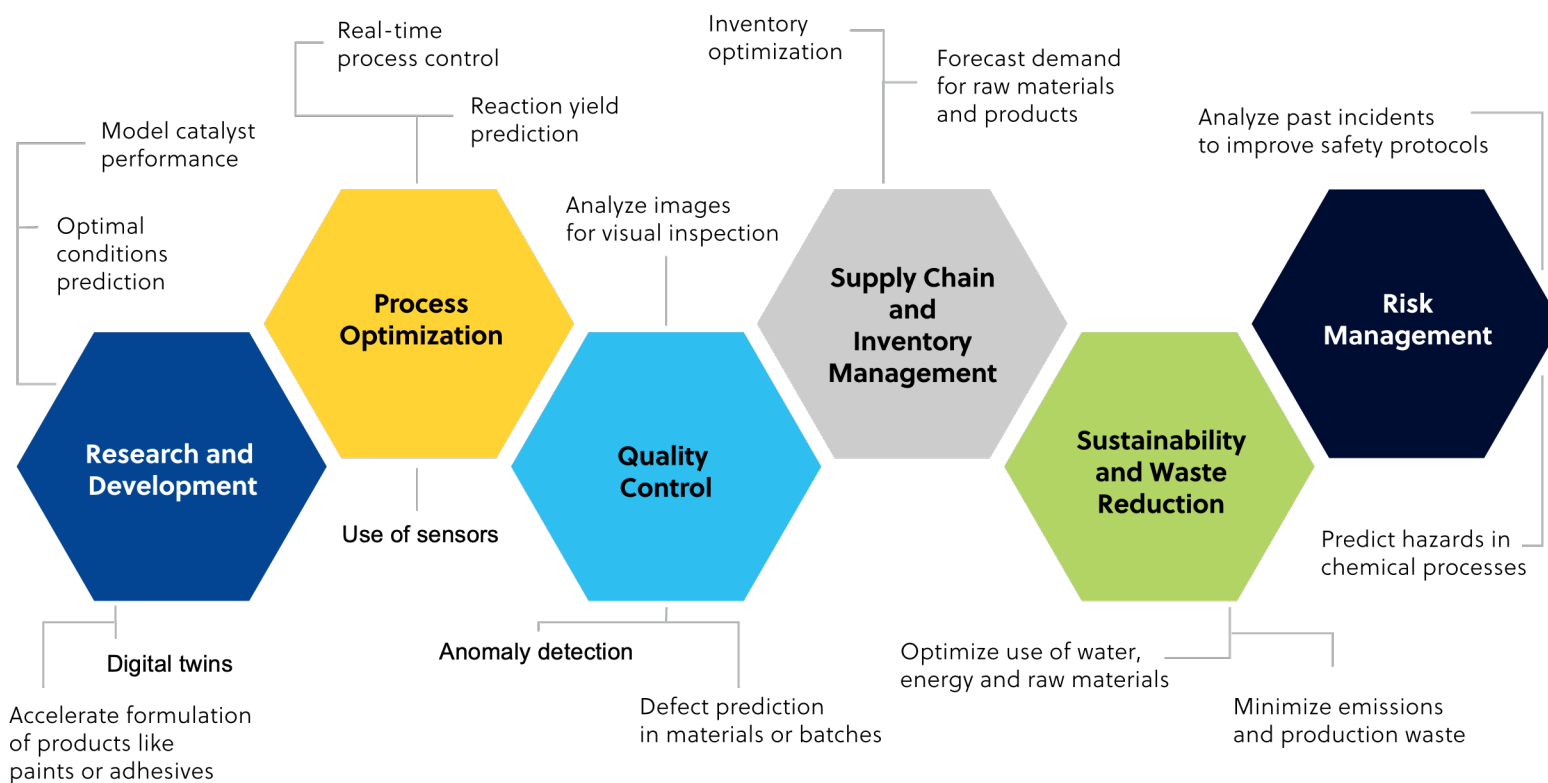 Real-time
process control
Reaction yield
prediction
Model catalyst
performance
Optimal
conditions
prediction
Process
Optimization
Research and
Development
Use of sensors
Digital twins
Accelerate formulation
of products like
paints or adhesives
Analyze images
for visual inspection
Quality
Control
Anomaly detection
Defect prediction
in materials or batches
Inventory
optimization
Forecast demand
for raw materials
and products
Supply Chain
and
Inventory
Management
Sustainability
and Waste
Reduction
Optimize use of water,
energy and raw materials
Minimize emissions
and production waste
Analyze past incidents
to improve safety protocols
Risk
Management
Predict hazards in
chemical processes